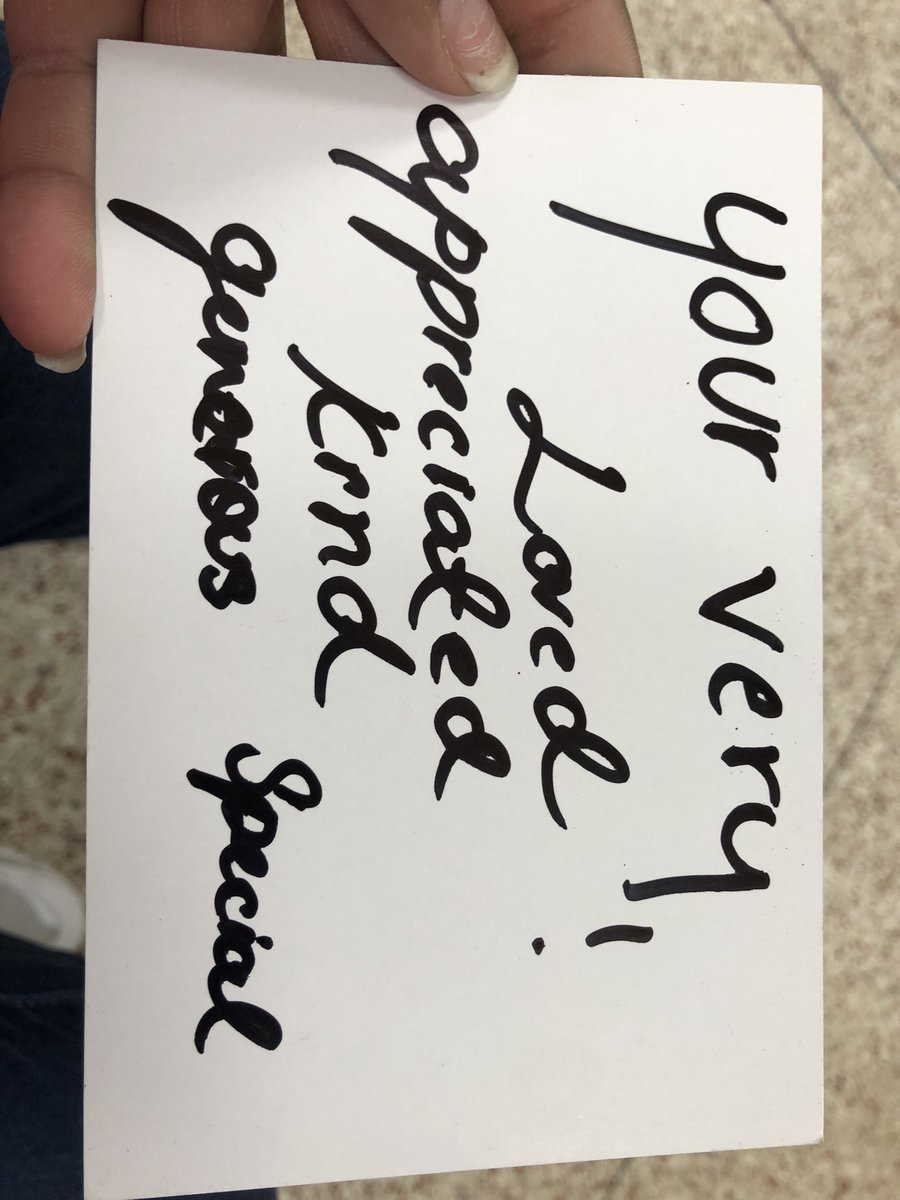 your very
Loved !
appreciated
kind
generous Special